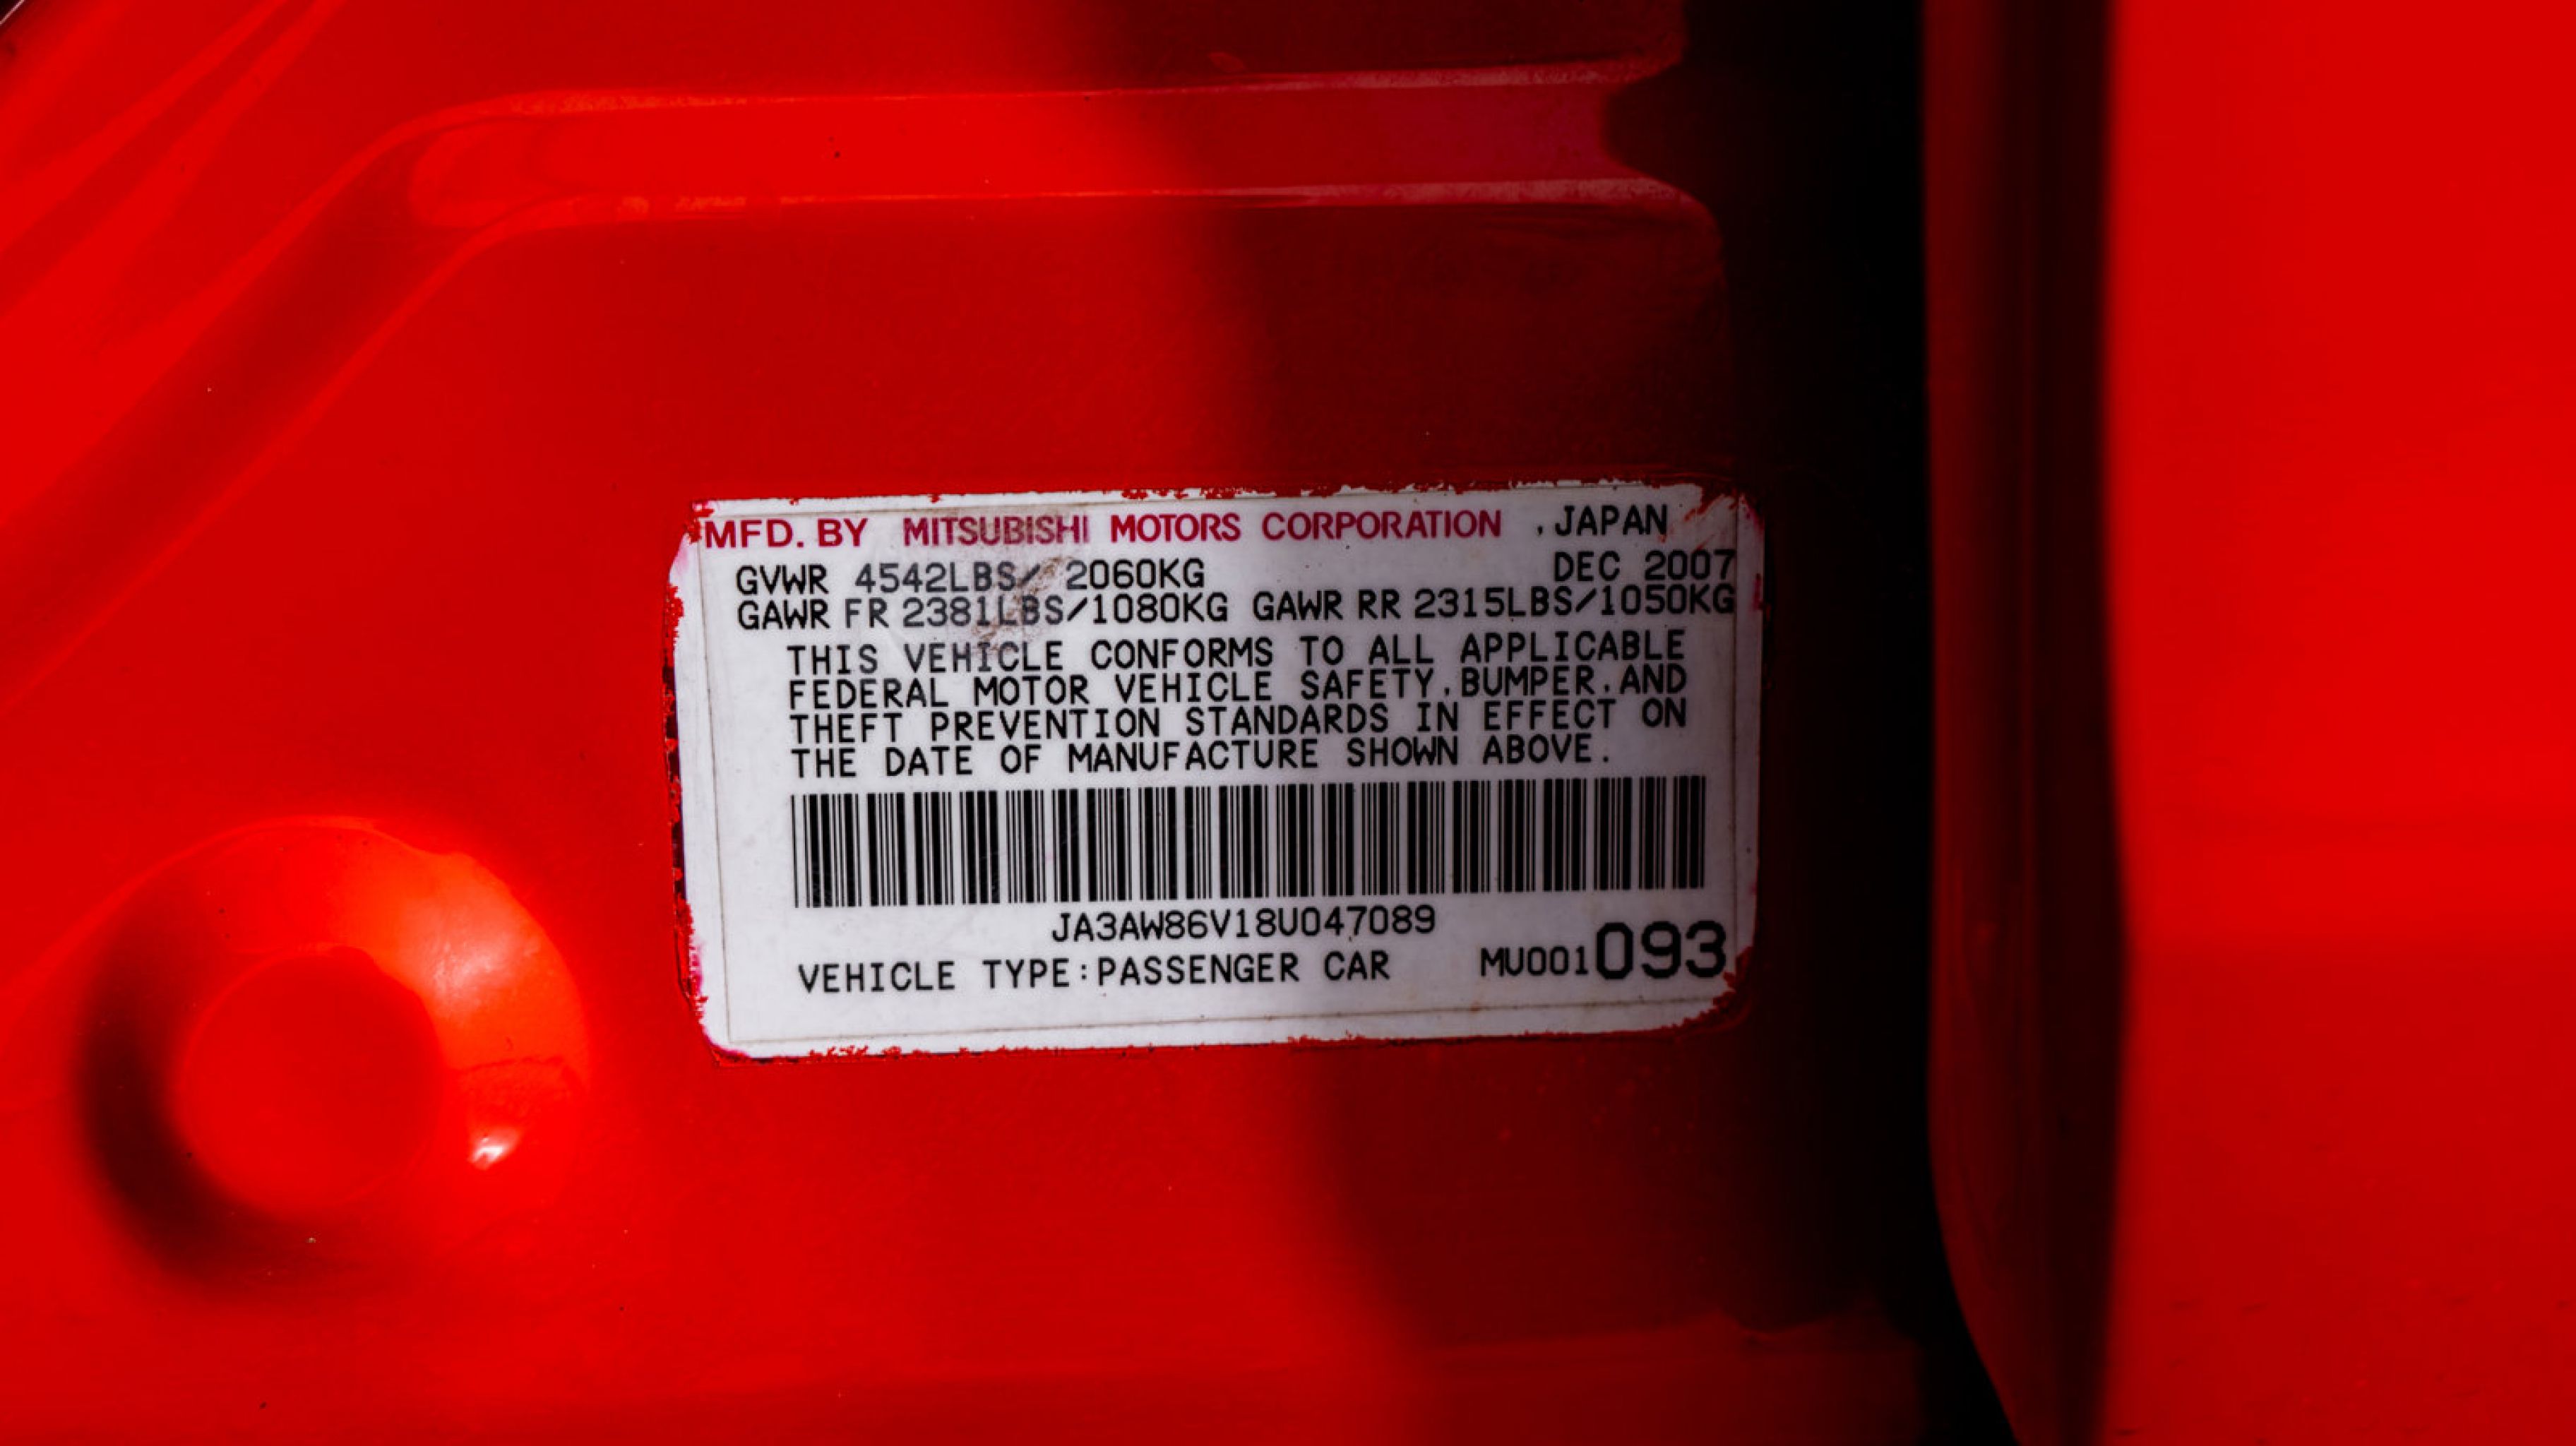 MFD. BY MITSUBISHI MOTORS CORPORATION , JAPAN
GVWR 4542LBS/ 2060KG DEC 2007
GAWR FR 2381LBS/1080KG GAWR RR 2315LBS/1050KG
THIS VEHICLE CONFORMS TO ALL APPLICABLE
FEDERAL MOTOR VEHICLE SAFETY,BUMPER,AND
THEFT PREVENTION STANDARDS IN EFFECT ON
THE DATE OF MANUFACTURE SHOWN ABOVE.
JA3AW86V18U047089
VEHICLE TYPE:PASSENGER CAR MU001093